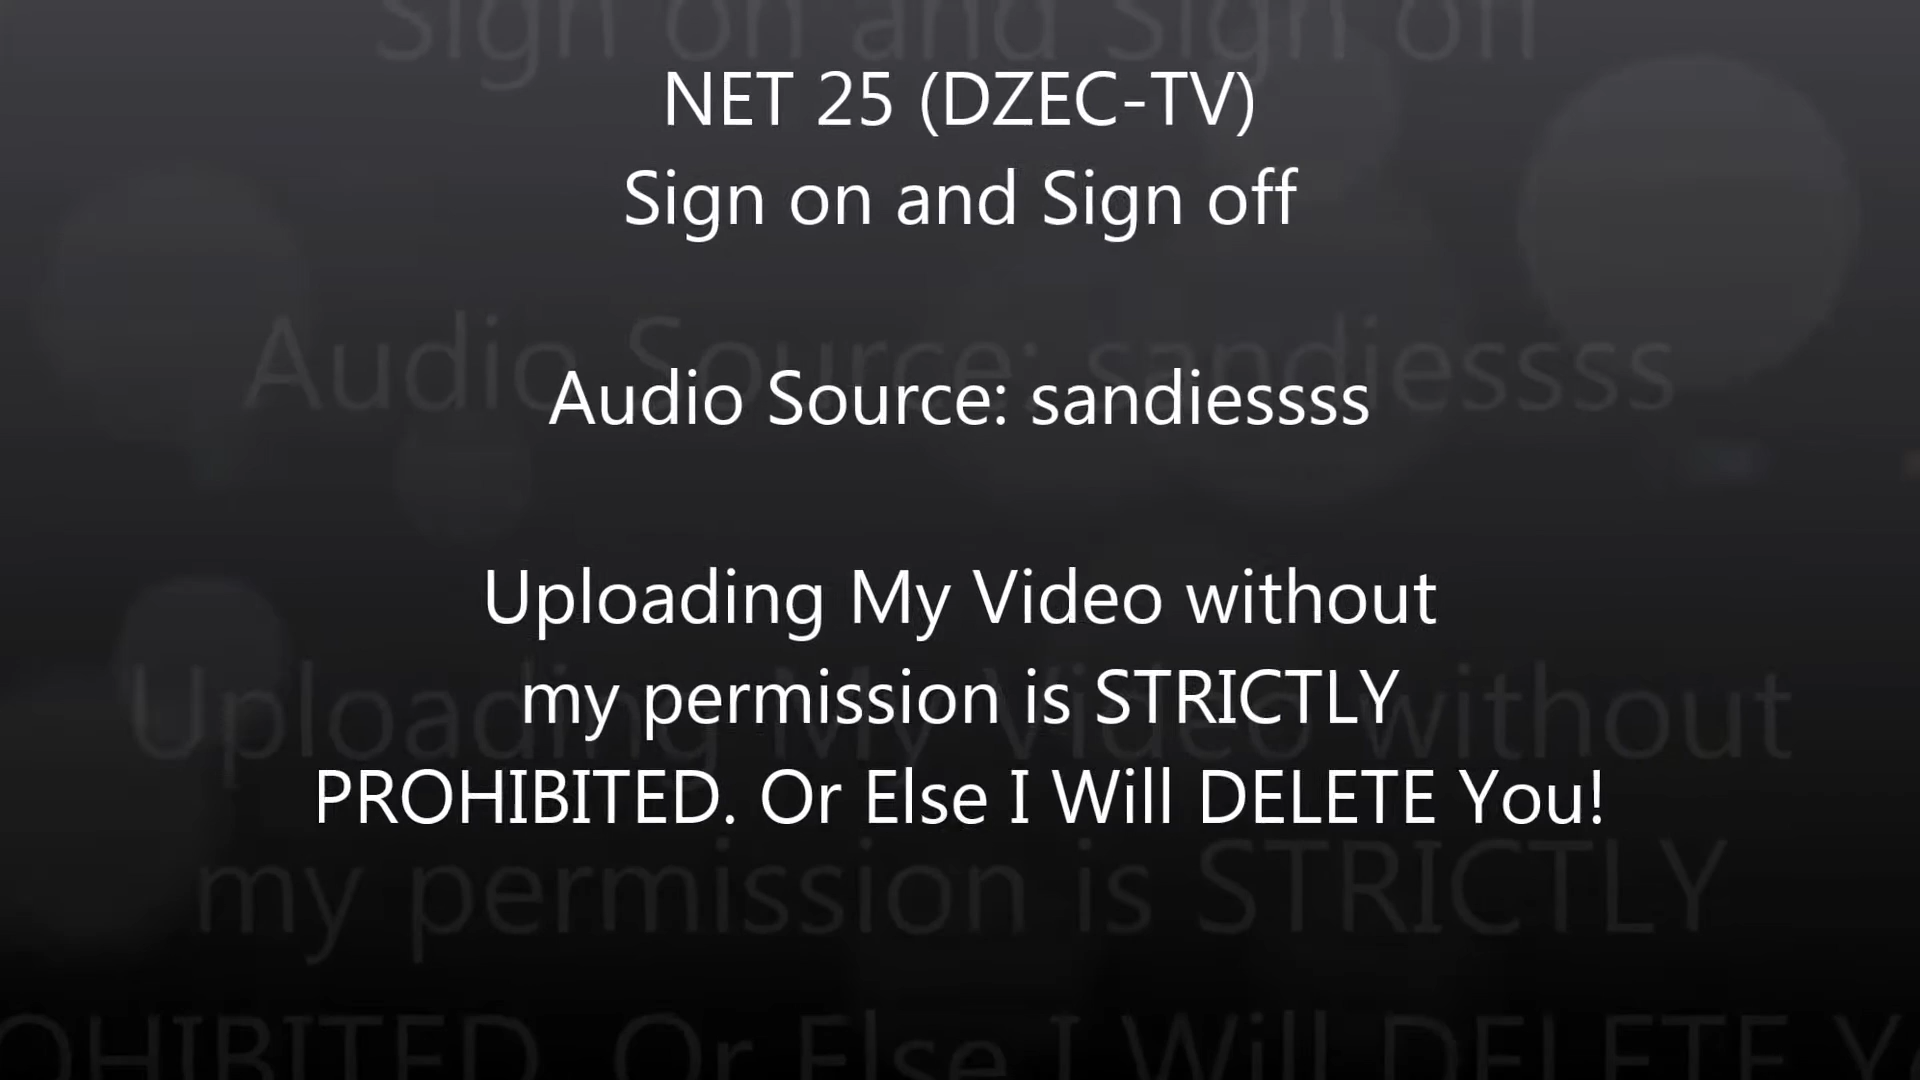 NET 25 (DZEC-TV)
Sign on and Sign off
Audio Source: sandiessss
Uploading My Video without
my permission is STRICTLY
PROHIBITED. Or Else I Will DELETE You!